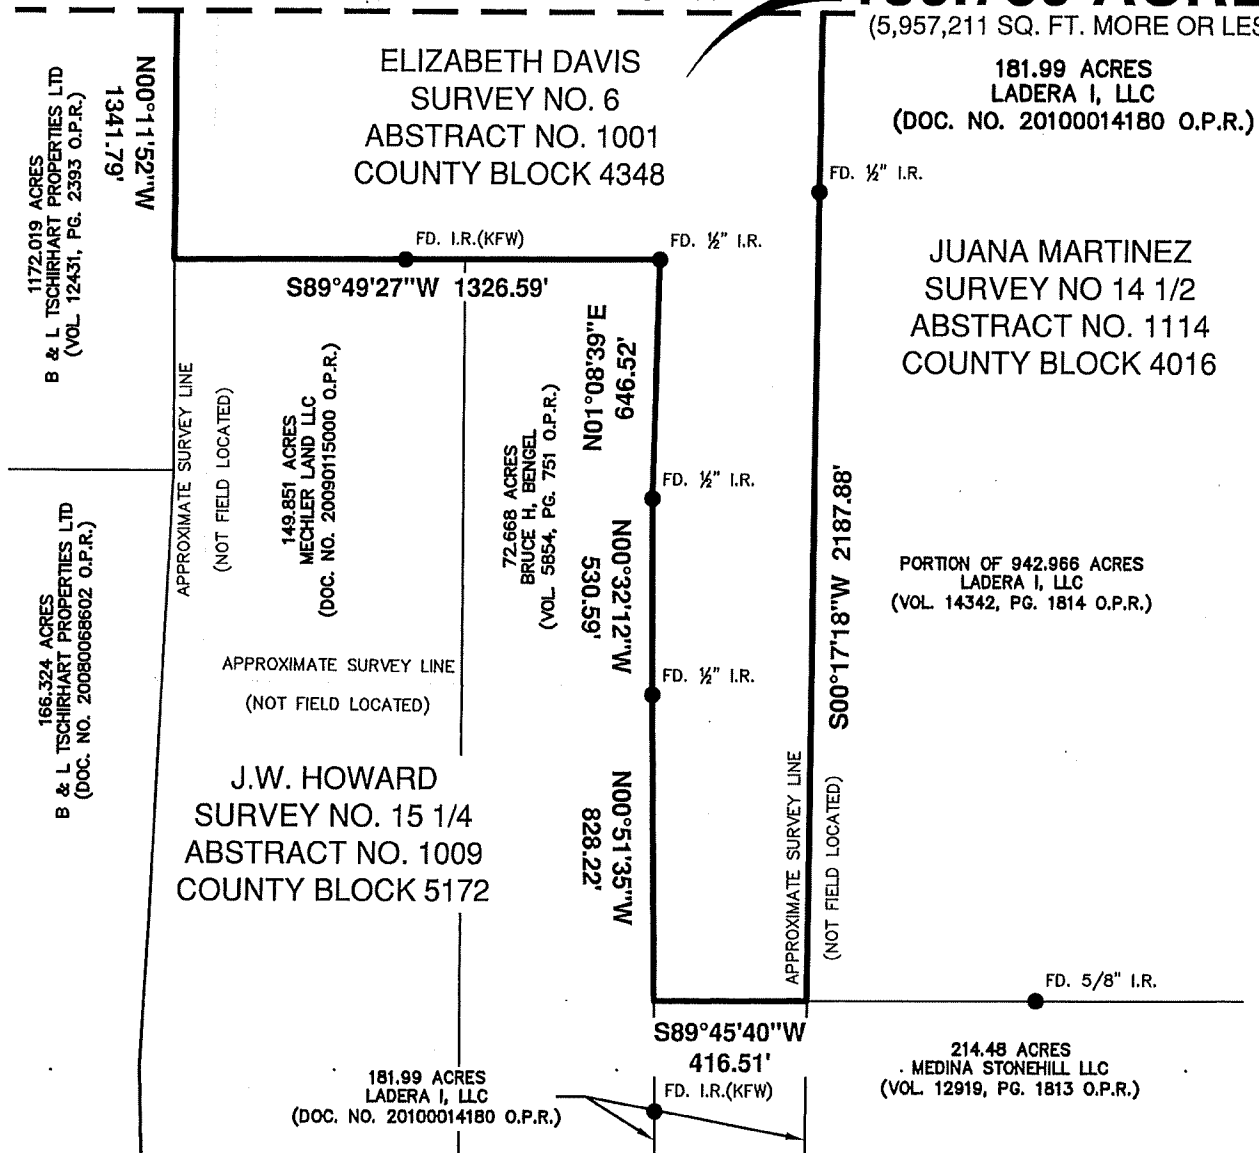 (5,957,211 SQ. FT. MORE OR LES
181.99 ACRES
LADERA I, LLC
(DOC. NO. 20100014180 O.P.R.)
ELIZABETH DAVIS
SURVEY NO. 6
ABSTRACT NO. 1001
COUNTY BLOCK 4348
N00°11'52"W
1341.79'
1172.019 ACRES
B & L TSCHIRHART PROPERTIES LTD
(VOL. 12431, PG. 2393 O.P.R.)
FD. ½" I.R.
FD. I.R.(KFW)
FD. ½" I.R.
S89°49'27"W 1326.59'
JUANA MARTINEZ
SURVEY NO 14 1/2
ABSTRACT NO. 1114
COUNTY BLOCK 4016
N01°08'39"E
646.52'
APPROXIMATE SURVEY LINE
(NOT FIELD LOCATED)
149.851 ACRES
MECHLER LAND LLC
(DOC. NO. 20090115000 O.P.R.)
72.668 ACRES
BRUCE H. BENGEL
(VOL. 5854, PG. 751 O.P.R.)
FD. ½" I.R.
N00°32'12"W
530.59'
S00°17'18"W 2187.88'
PORTION OF 942.966 ACRES
LADERA I, LLC
(VOL. 14342, PG. 1814 O.P.R.)
166.324 ACRES
B & L TSCHIRHART PROPERTIES LTD
(DOC. NO. 20080068602 O.P.R.)
APPROXIMATE SURVEY LINE
(NOT FIELD LOCATED)
FD. ½" I.R.
J.W. HOWARD
SURVEY NO. 15 1/4
ABSTRACT NO. 1009
COUNTY BLOCK 5172
N00°51'35"W
828.22'
APPROXIMATE SURVEY LINE
(NOT FIELD LOCATED)
FD. 5/8" I.R.
S89°45'40"W
416.51'
214.48 ACRES
MEDINA STONEHILL LLC
(VOL. 12919, PG. 1813 O.P.R.)
181.99 ACRES
LADERA I, LLC
(DOC. NO. 20100014180 O.P.R.)
FD. I.R.(KFW)